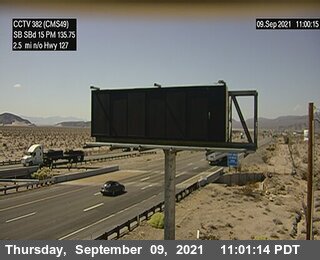 CCTV 382 (CMS49)
SB SBd 15 PM 135.75
2.5 mi n/o Hwy 127
09.Sep 2021 11:00:15
Thursday, September 09, 2021 11:01:14 PDT